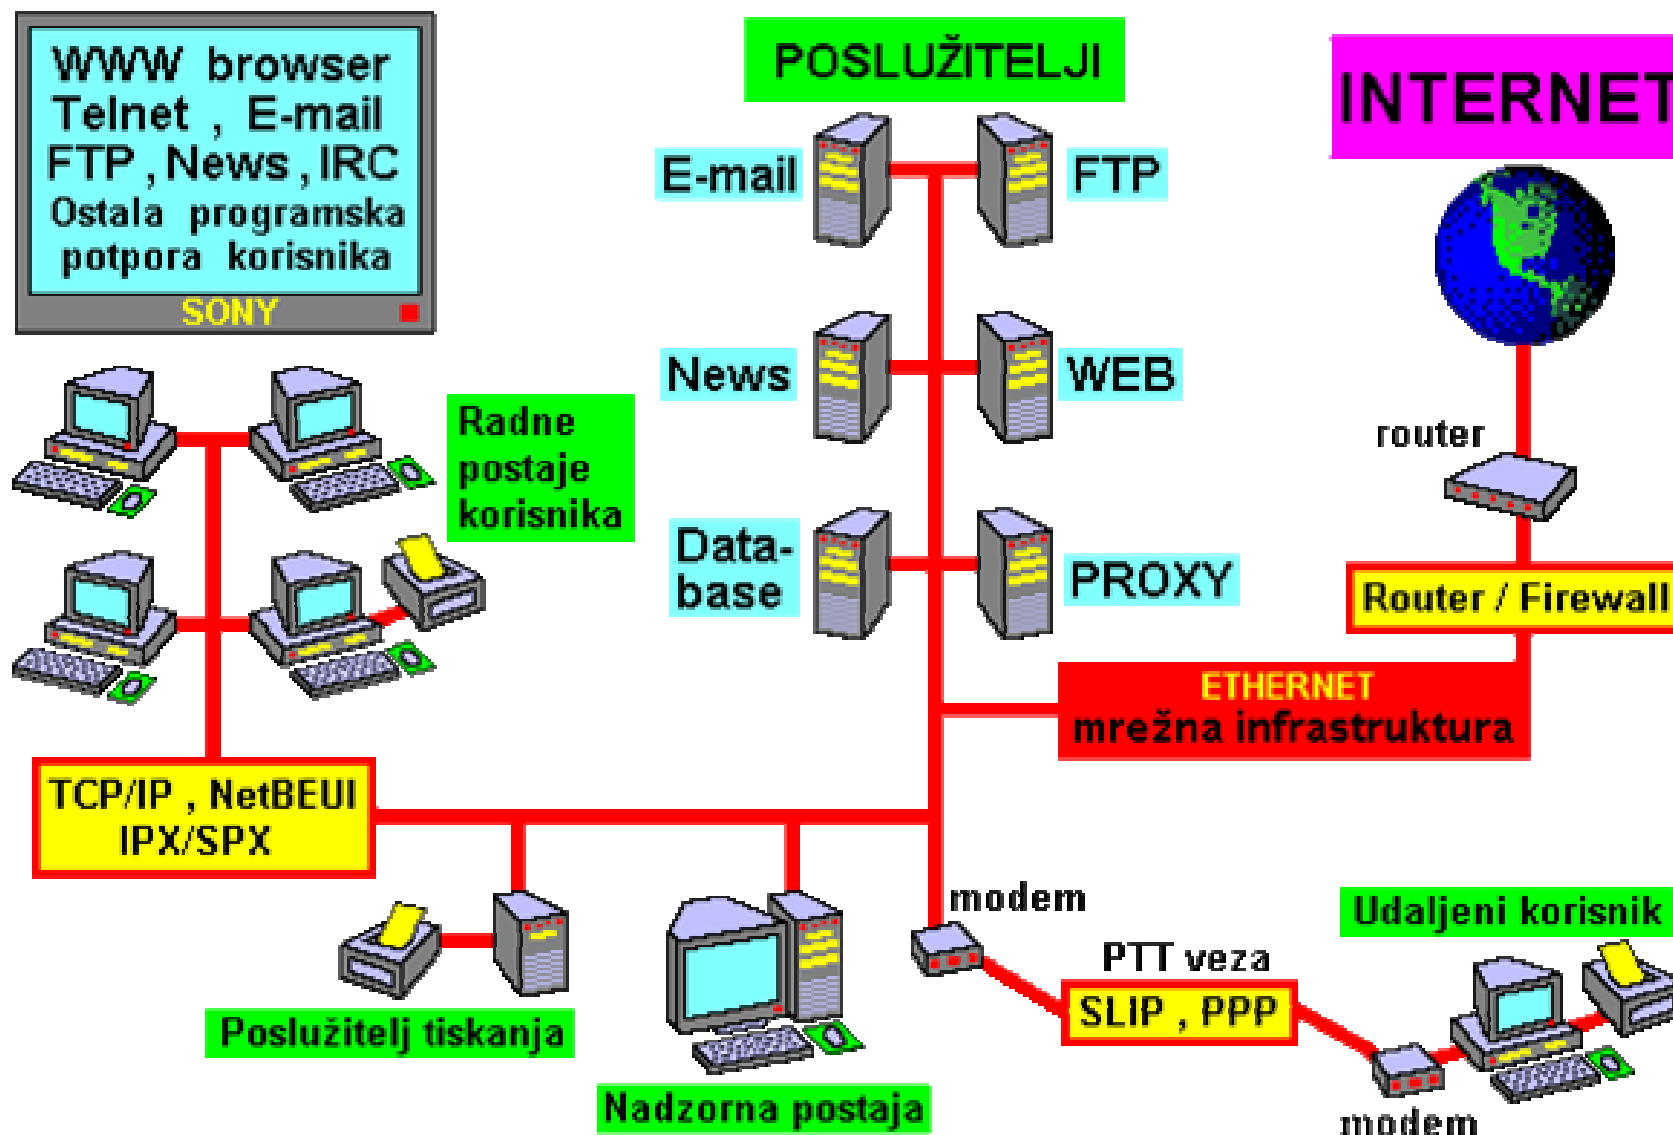 WWW browser
Telnet , E-mail
FTP , News , IRC
Ostala programska
potpora korisnika
SONY
POSLUŽITELJI
INTERNET
E-mail
FTP
News
WEB
Radne
postaje
korisnika
router
Data-
base
PROXY
Router / Firewall
ETHERNET
mrežna infrastruktura
TCP/IP , NetBEUI
IPX/SPX
modem
Udaljeni korisnik
PTT veza
SLIP , PPP
Poslužitelj tiskanja
Nadzorna postaja
modem